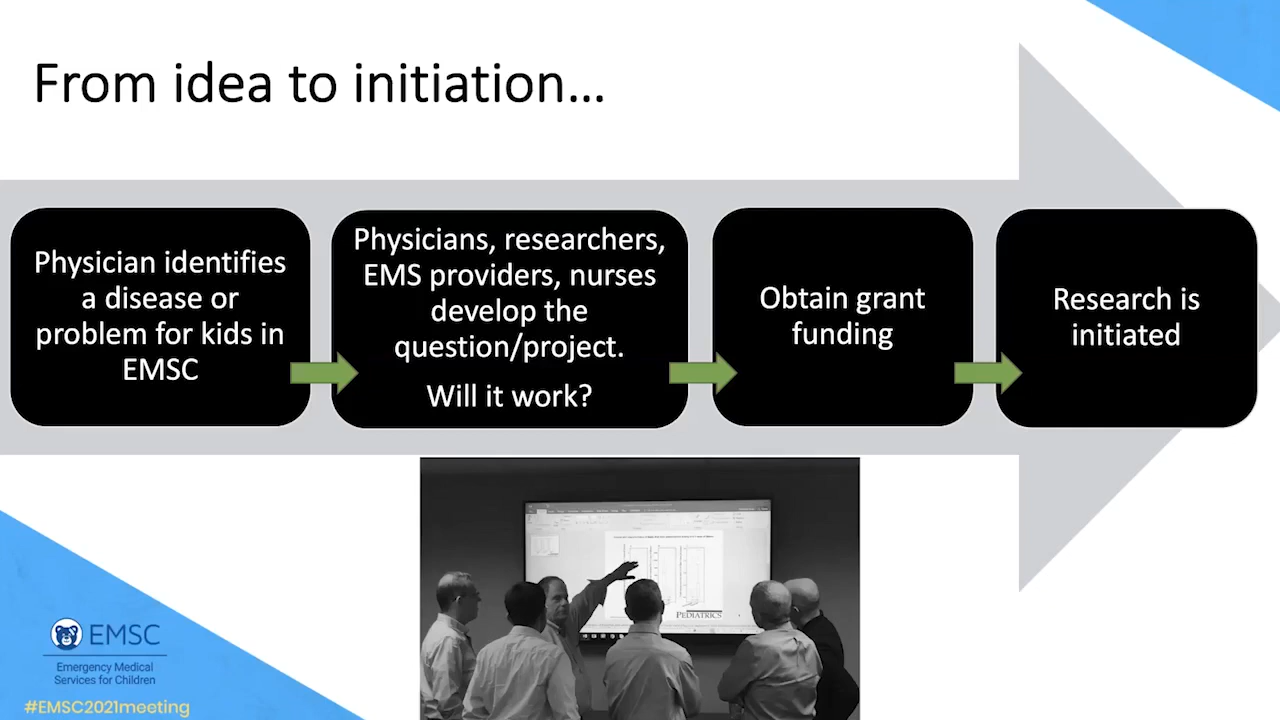 From idea to initiation...
Physician identifies
a disease or
problem for kids in
EMSC
Physicians, researchers,
EMS providers, nurses
develop the
question/project.
Will it work?
Obtain grant
funding
Research is
initiated
PEDIATRICS
EMSC
Emergency Medical
Services for Children
#EMSC2021meeting